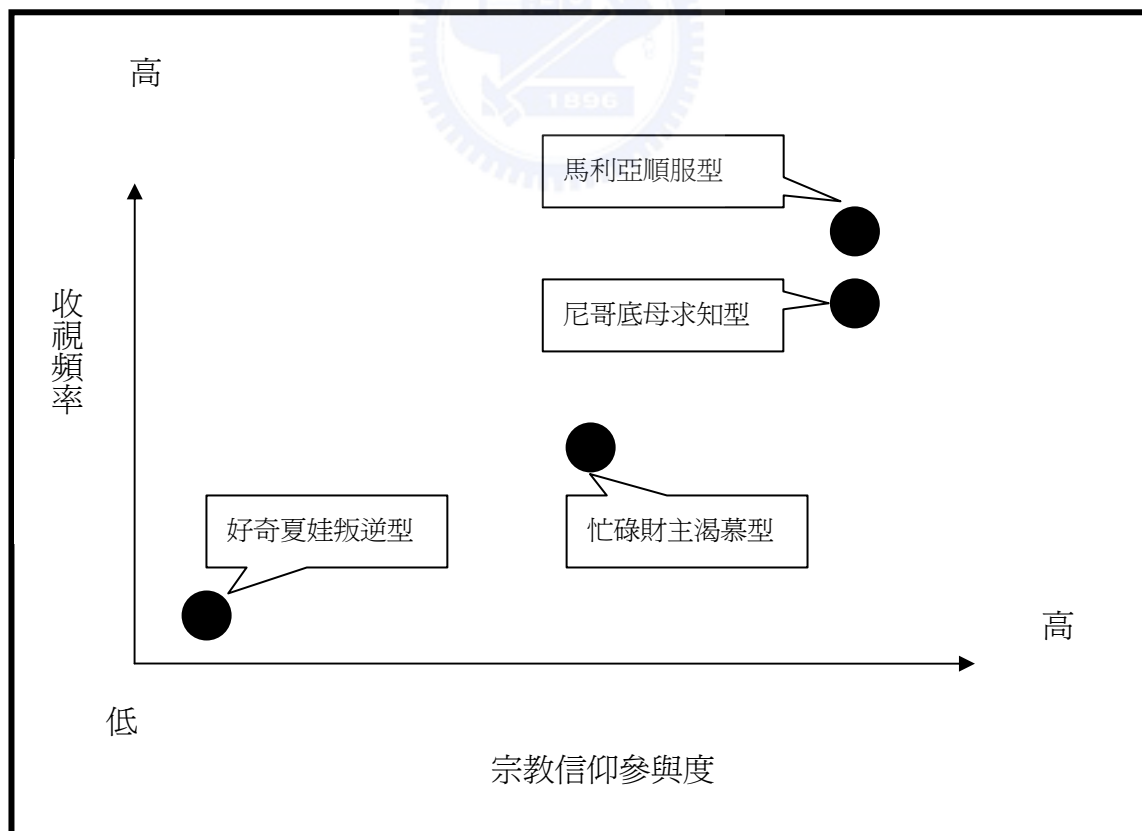 1896
高
馬利亞順服型
收視頻率
尼哥底母求知型
好奇夏娃叛逆型
忙碌財主渴慕型
高
低
宗教信仰參與度